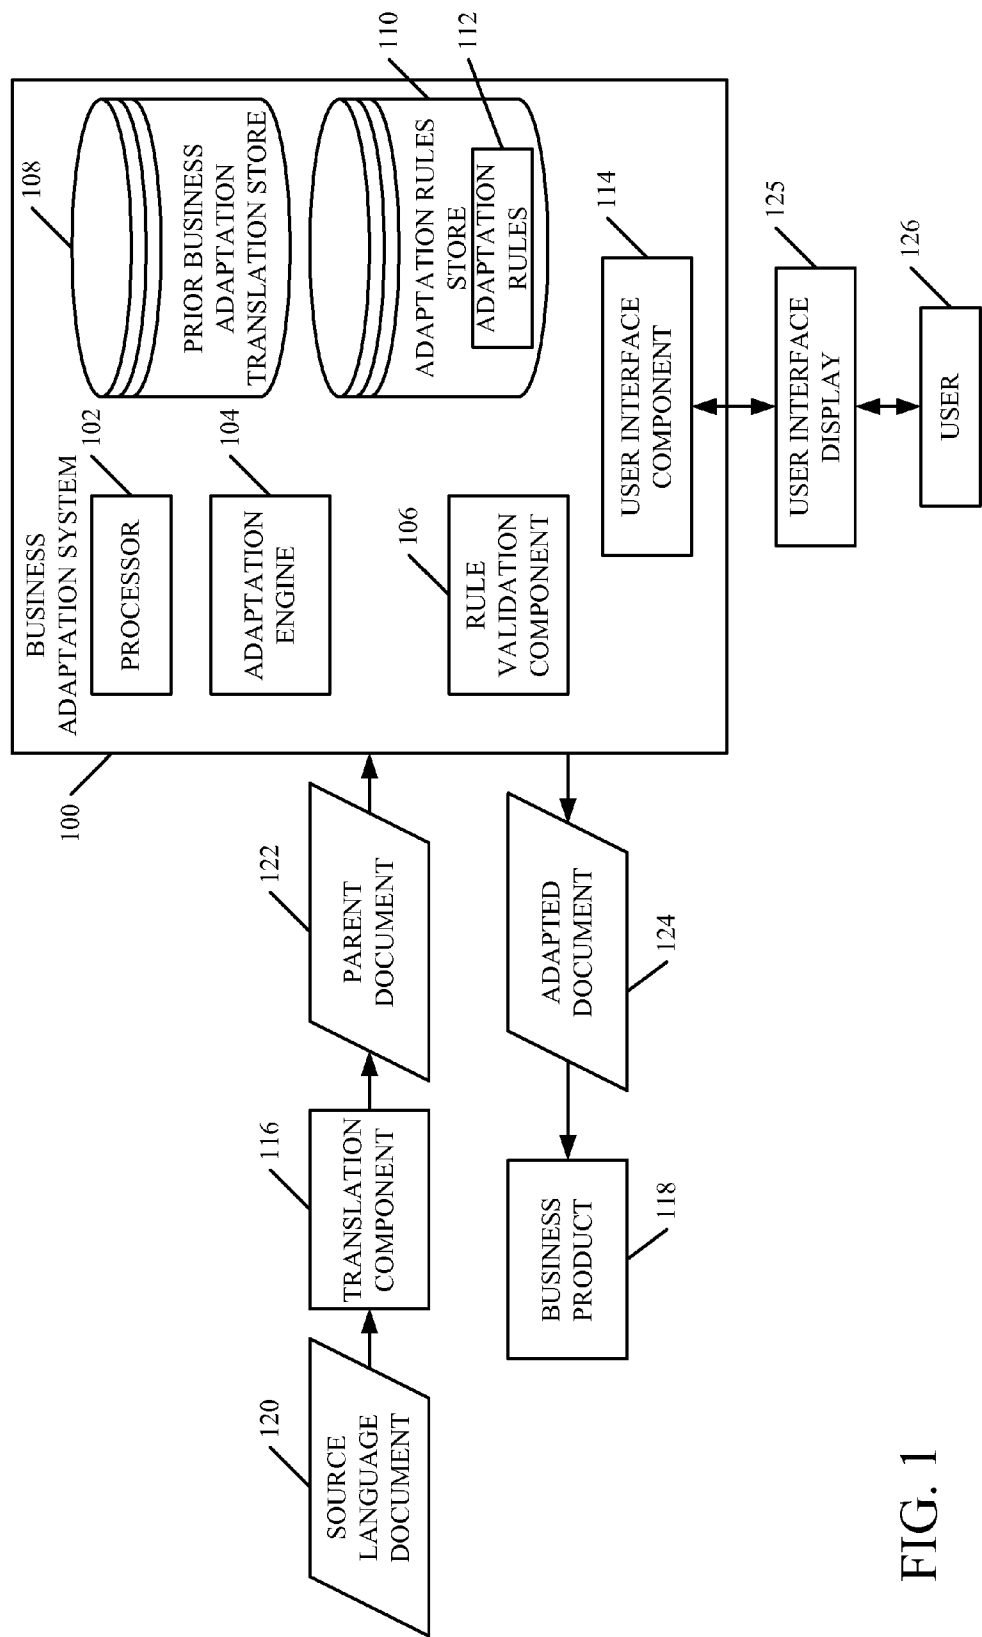 BUSINESS
ADAPTATION SYSTEM
100
PROCESSOR
102
PRIOR BUSINESS
ADAPTATION
TRANSLATION STORE
108
ADAPTATION
ENGINE
104
ADAPTATION RULES
STORE
110
ADAPTATION
RULES
112
RULE
VALIDATION
COMPONENT
106
USER INTERFACE
COMPONENT
114
SOURCE
LANGUAGE
DOCUMENT
120
TRANSLATION
COMPONENT
116
PARENT
DOCUMENT
122
BUSINESS
PRODUCT
118
ADAPTED
DOCUMENT
124
USER INTERFACE
DISPLAY
125
USER
126
FIG. 1